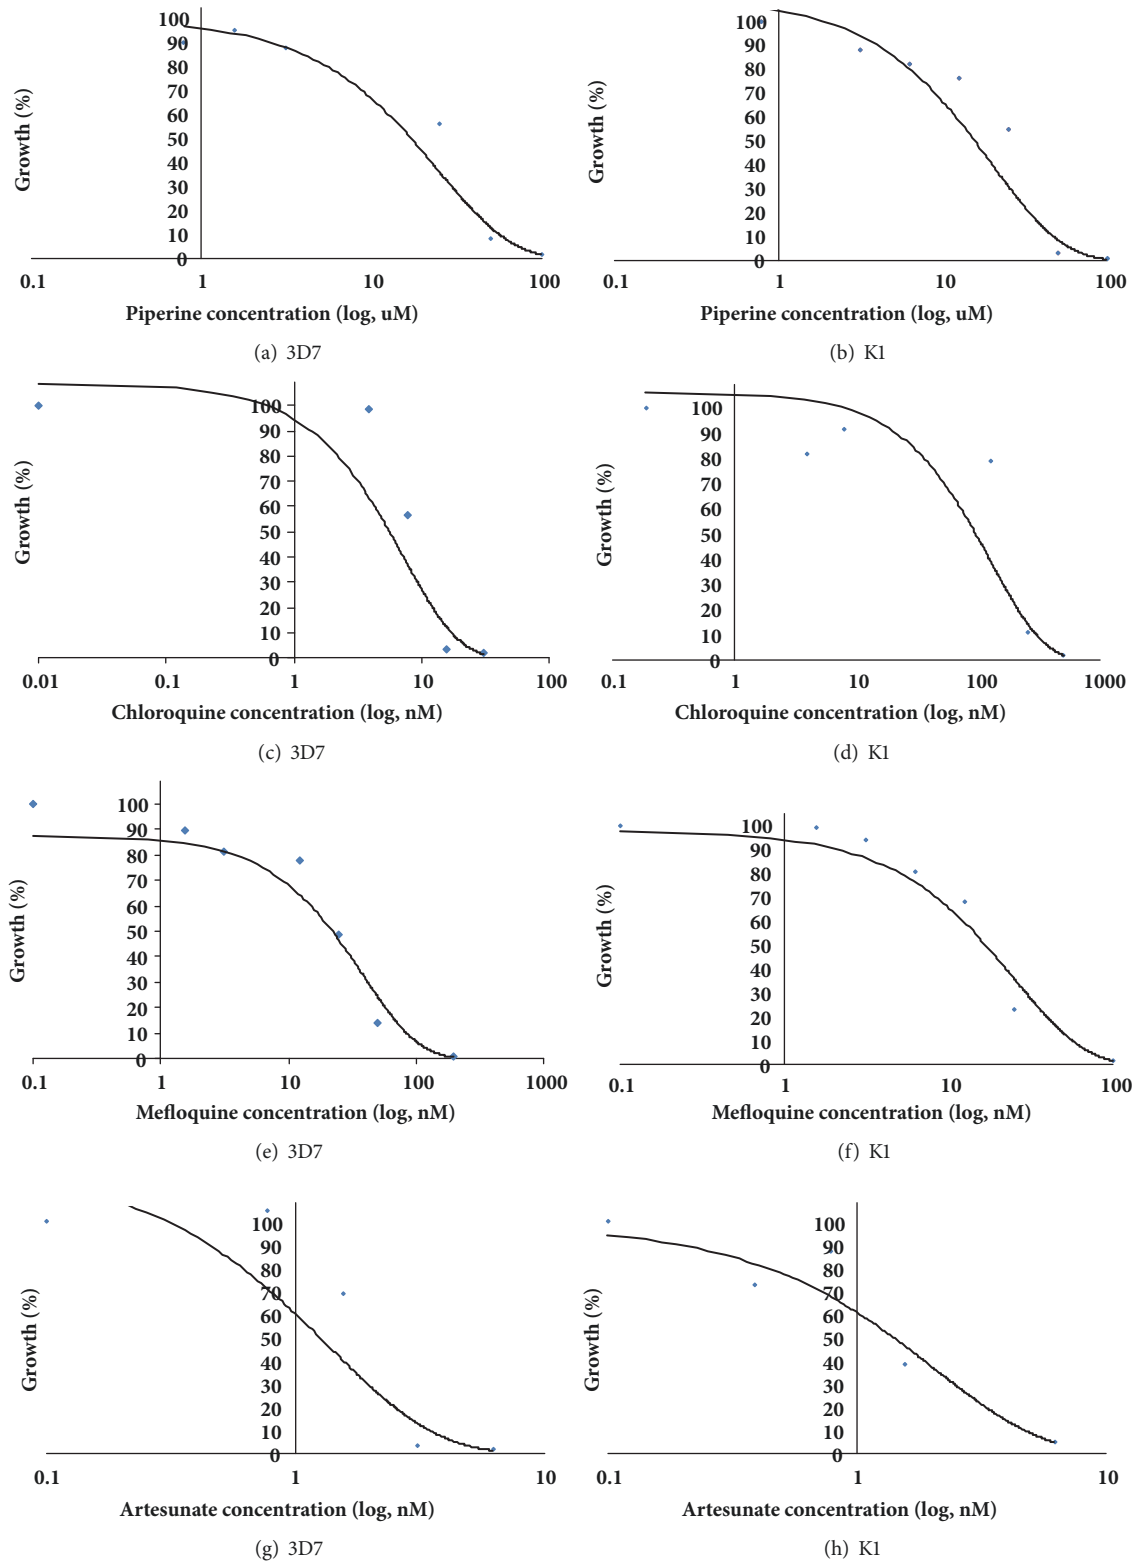 100
90
80
70
60
50
40
30
20
10
0
Growth (%)
0.1 1 10 100
Piperine concentration (log, uM)
(a) 3D7
100
90
80
70
60
50
40
30
20
10
0
Growth (%)
0.1 1 10 100
Piperine concentration (log, uM)
(b) K1
100
90
80
70
60
50
40
30
20
10
0
Growth (%)
0.01 0.1 1 10 100
Chloroquine concentration (log, nM)
(c) 3D7
100
90
80
70
60
50
40
30
20
10
0
Growth (%)
0.1 1 10 100 1000
Chloroquine concentration (log, nM)
(d) K1
100
90
80
70
60
50
40
30
20
10
0
Growth (%)
0.1 1 10 100 1000
Mefloquine concentration (log, nM)
(e) 3D7
100
90
80
70
60
50
40
30
20
10
0
Growth (%)
0.1 1 10 100
Mefloquine concentration (log, nM)
(f) K1
100
90
80
70
60
50
40
30
20
10
0
Growth (%)
0.1 1 10
Artesunate concentration (log, nM)
(g) 3D7
100
90
80
70
60
50
40
30
20
10
0
Growth (%)
0.1 1 10
Artesunate concentration (log, nM)
(h) K1